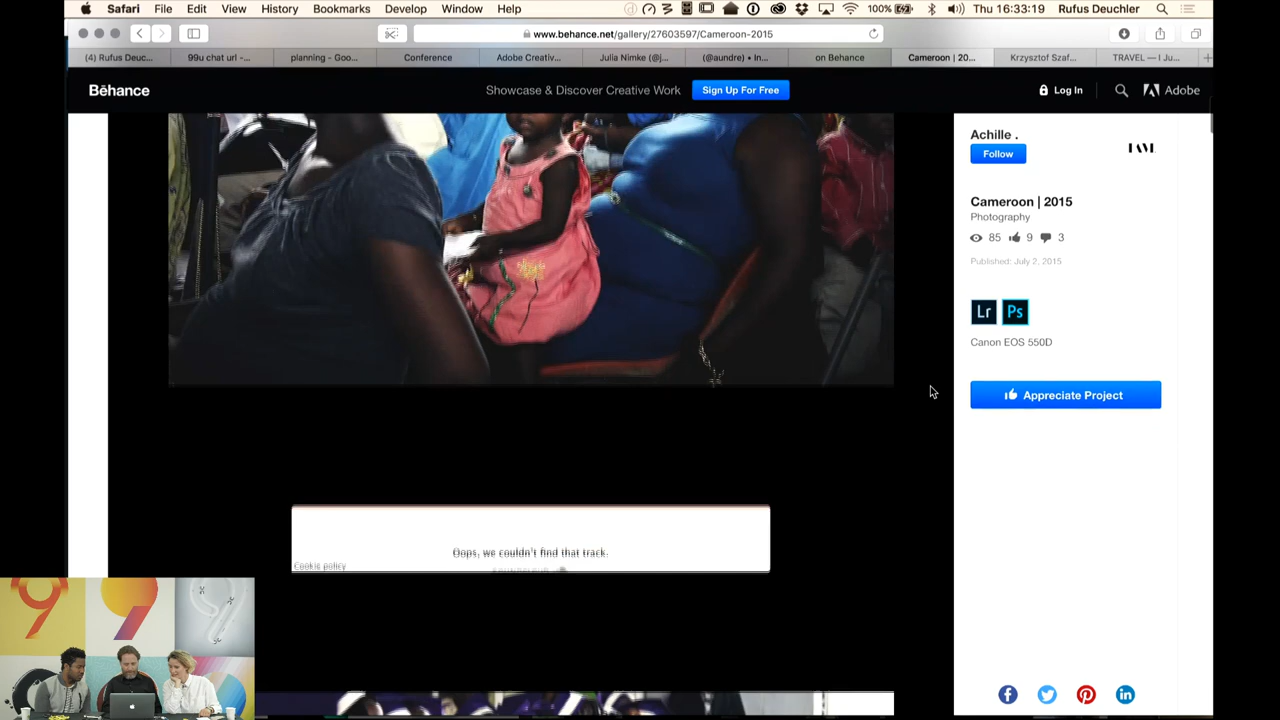 Safari File Edit View History Bookmarks Develop Window Help 100% Thu 16:33:19 Rufus Deuchler
www.behance.net/gallery/27603597/Cameroon-2015
(4) Rufus Deuc... 99u chat url -... planning - Goo... Conference Adobe Creativ... Julia Nimke (@j... (@aundre) • In... on Behance Cameroon | 20... Krzysztof Szaf... TRAVEL — I Ju...
Bēhance Showcase & Discover Creative Work Sign Up For Free Log In Adobe
Achille .
Follow
Cameroon | 2015
Photography
85 9 3
Published: July 2, 2015
Lr Ps
Canon EOS 550D
Appreciate Project
Oops, we couldn't find that track.
Cookie policy